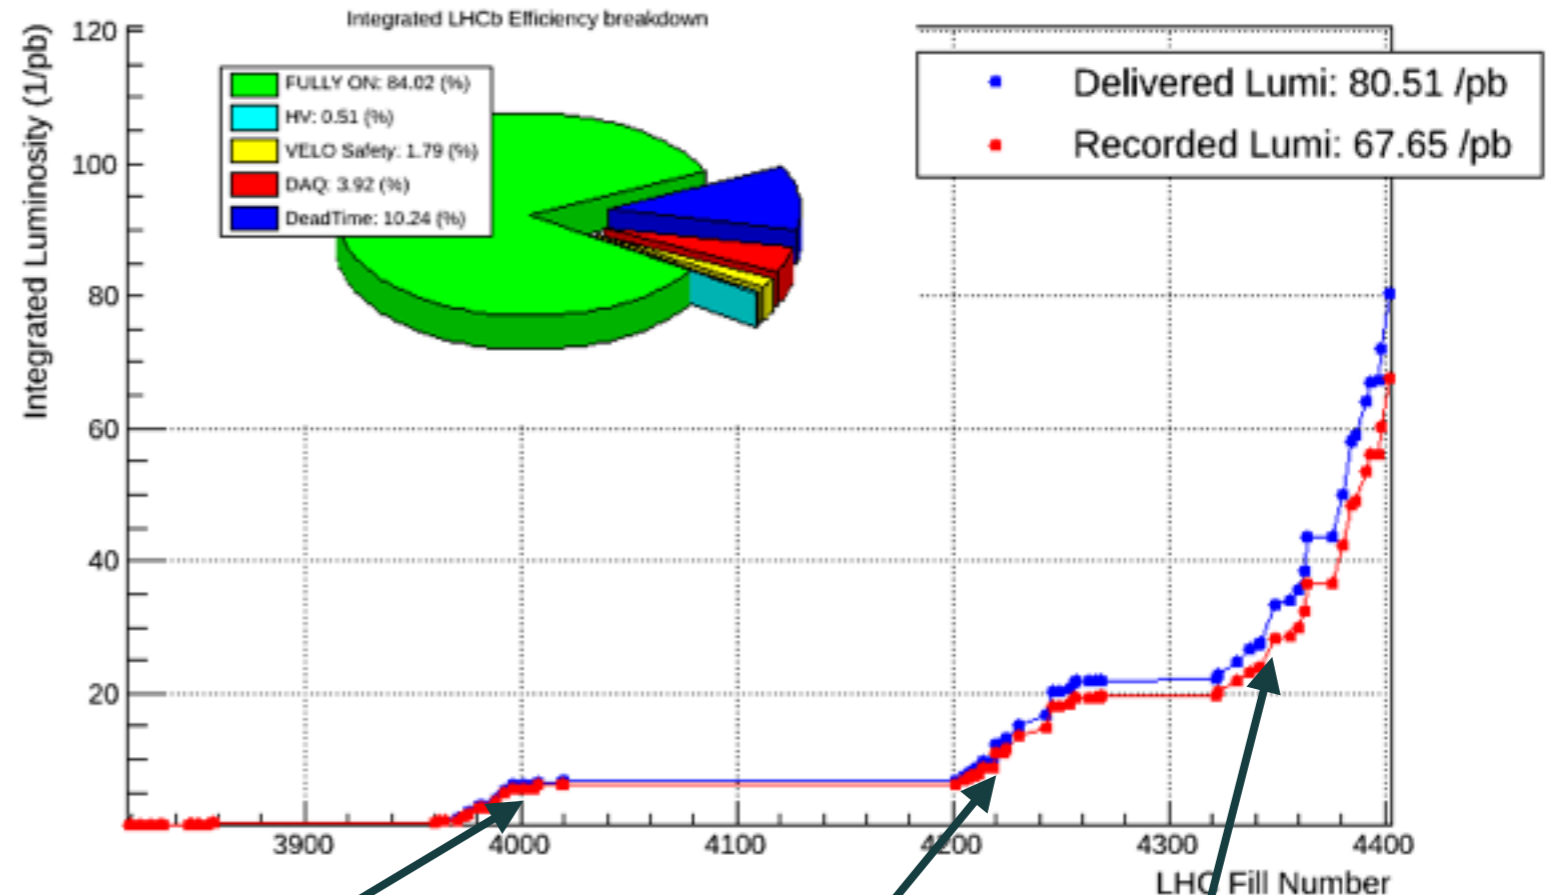 Integrated LHCb Efficiency breakdown
FULLY ON: 84.02 (%)
HV: 0.51 (%)
VELO Safety: 1.79 (%)
DAQ: 3.92 (%)
DeadTime: 10.24 (%)
Delivered Lumi: 80.51 /pb
Recorded Lumi: 67.65 /pb
Integrated Luminosity (1/pb)
120
100
80
60
40
20
3900
4000
4100
4200
4300
4400
LHC Fill Number